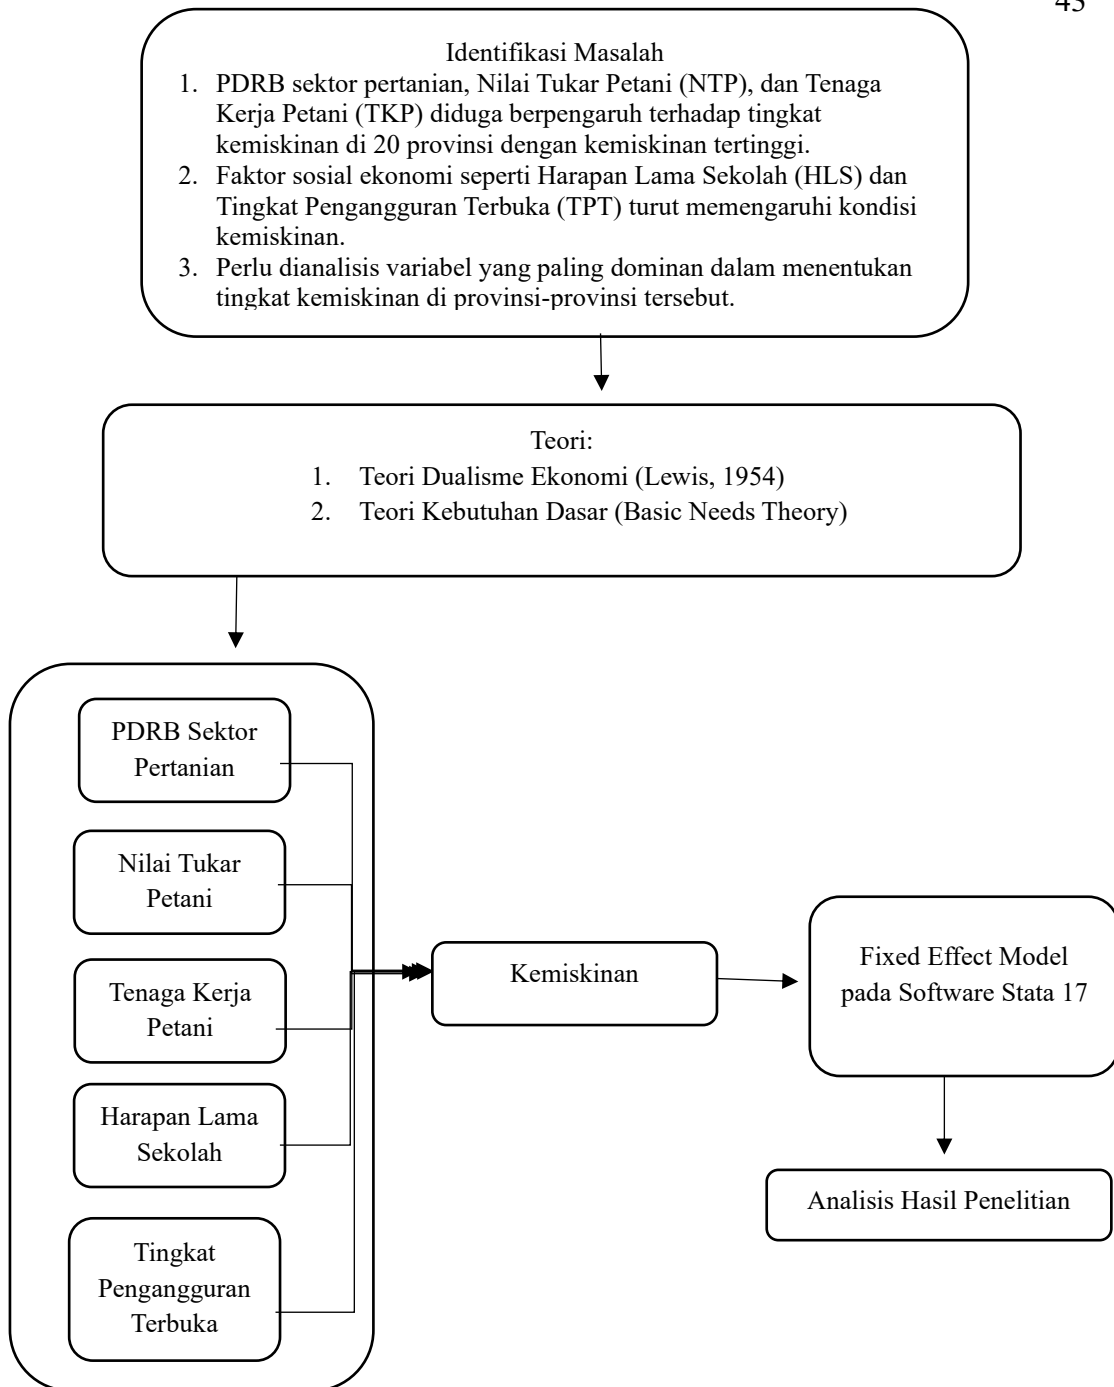 45
Identifikasi Masalah
1. PDRB sektor pertanian, Nilai Tukar Petani (NTP), dan Tenaga
Kerja Petani (TKP) diduga berpengaruh terhadap tingkat
kemiskinan di 20 provinsi dengan kemiskinan tertinggi.
2. Faktor sosial ekonomi seperti Harapan Lama Sekolah (HLS) dan
Tingkat Pengangguran Terbuka (TPT) turut memengaruhi kondisi
kemiskinan.
3. Perlu dianalisis variabel yang paling dominan dalam menentukan
tingkat kemiskinan di provinsi-provinsi tersebut.
Teori:
1. Teori Dualisme Ekonomi (Lewis, 1954)
2. Teori Kebutuhan Dasar (Basic Needs Theory)
PDRB Sektor
Pertanian
Nilai Tukar
Petani
Tenaga Kerja
Petani
Harapan Lama
Sekolah
Tingkat
Pengangguran
Terbuka
Kemiskinan
Fixed Effect Model
pada Software Stata 17
Analisis Hasil Penelitian